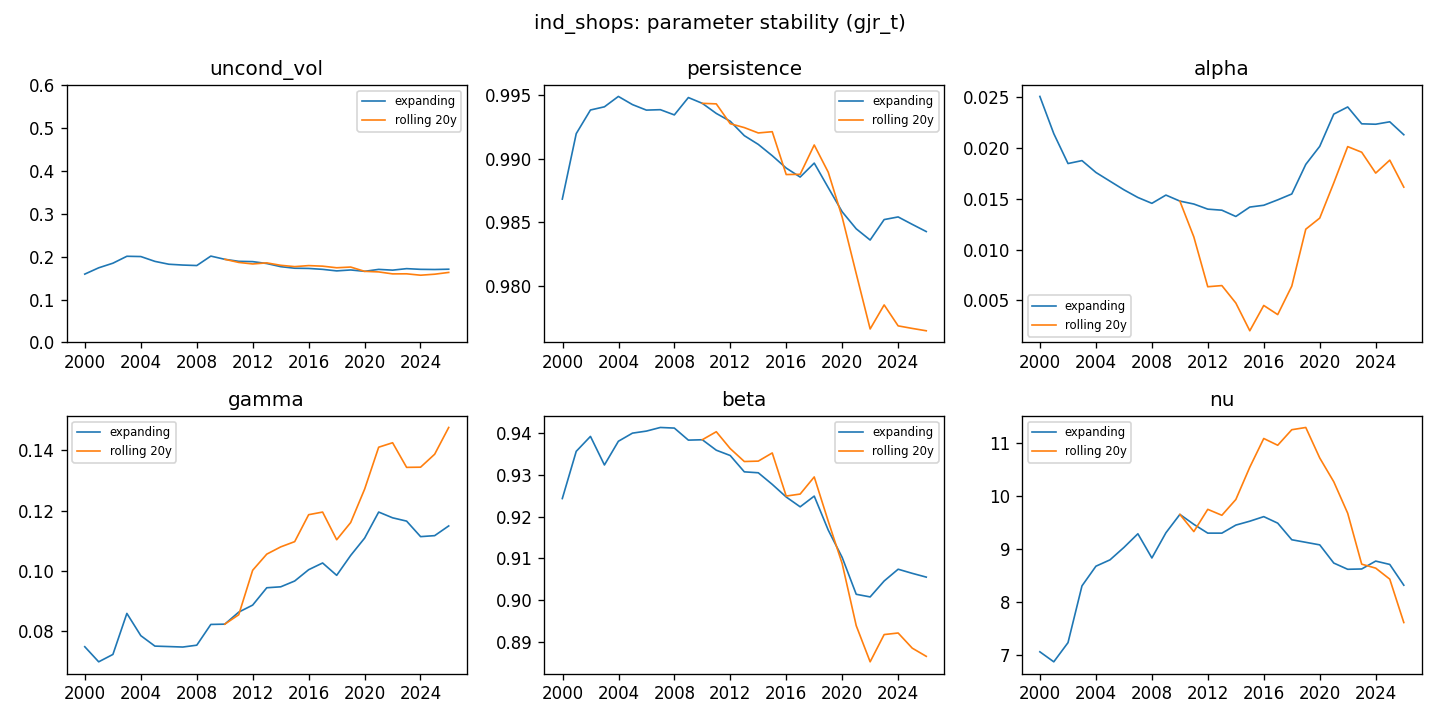 ind_shops: parameter stability (gjr_t)
uncond_vol
0.6
0.5
0.4
0.3
0.2
0.1
0.0
2000 2004 2008 2012 2016 2020 2024
expanding
rolling 20y
persistence
0.995
0.990
0.985
0.980
2000 2004 2008 2012 2016 2020 2024
expanding
rolling 20y
alpha
0.025
0.020
0.015
0.010
0.005
2000 2004 2008 2012 2016 2020 2024
expanding
rolling 20y
gamma
0.14
0.12
0.10
0.08
2000 2004 2008 2012 2016 2020 2024
expanding
rolling 20y
beta
0.94
0.93
0.92
0.91
0.90
0.89
2000 2004 2008 2012 2016 2020 2024
expanding
rolling 20y
nu
11
10
9
8
7
2000 2004 2008 2012 2016 2020 2024
expanding
rolling 20y